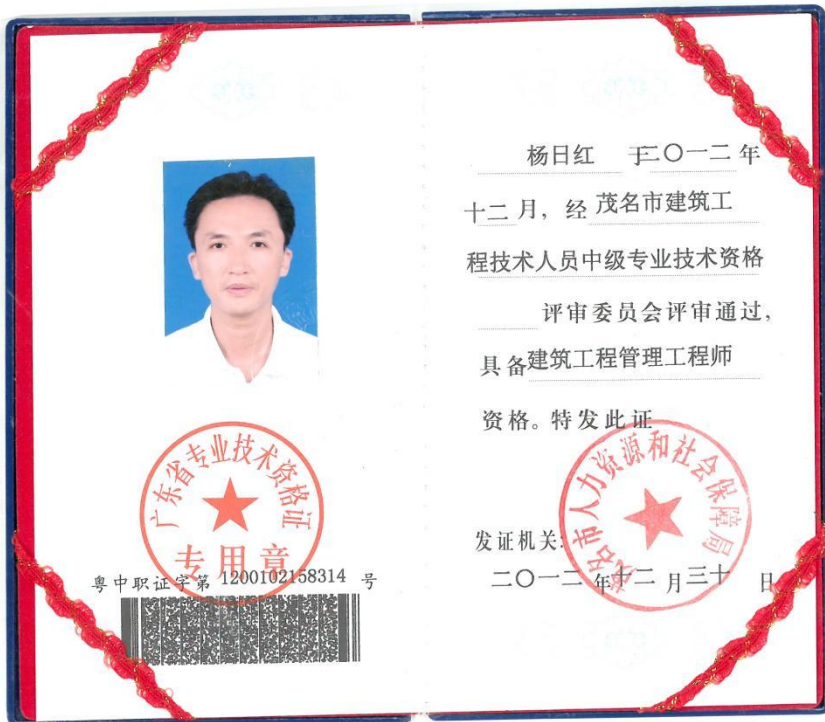 广东省专业技术资格证
专用章
粤中职证字第 1200102158314 号
杨日红 于二〇一二年
十二月，经茂名市建筑工
程技术人员中级专业技术资格
评审委员会评审通过，
具备建筑工程管理工程师
资格。特发此证
茂名市人力资源和社会保障局
发证机关：
二〇一二年十二月三十日